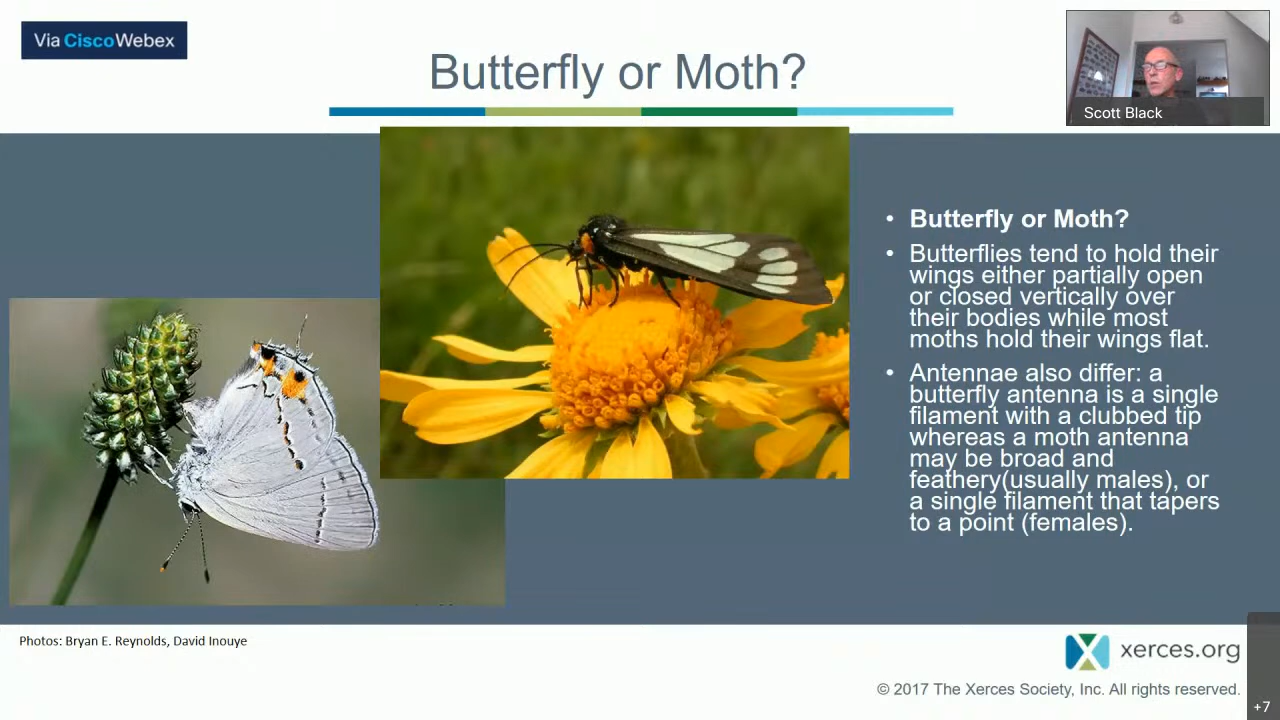 Via CiscoWebex
Butterfly or Moth?
Scott Black
• Butterfly or Moth?
• Butterflies tend to hold their
wings either partially open
or closed vertically over
their bodies while most
moths hold their wings flat.
• Antennae also differ: a
butterfly antenna is a single
filament with a clubbed tip
whereas a moth antenna
may be broad and
feathery(usually males), or
a single filament that tapers
to a point (females).
Photos: Bryan E. Reynolds, David Inouye
xerces.org
© 2017 The Xerces Society, Inc. All rights reserved.
+7